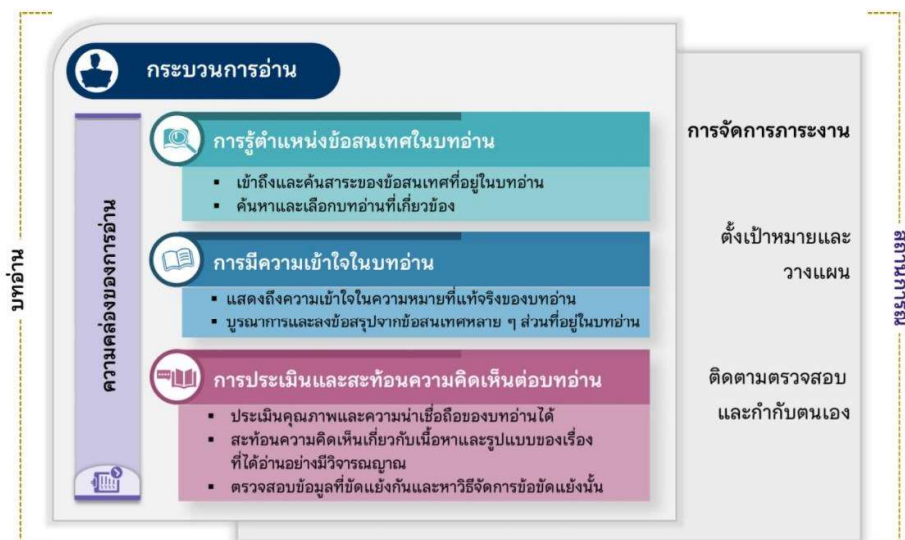 กระบวนการอ่าน
การรู้ตำแหน่งข้อสนเทศในบทอ่าน
▪ เข้าถึงและค้นสาระของข้อสนเทศที่อยู่ในบทอ่าน
▪ ค้นหาและเลือกบทอ่านที่เกี่ยวข้อง
การมีความเข้าใจในบทอ่าน
▪ แสดงถึงความเข้าใจในความหมายที่แท้จริงของบทอ่าน
▪ บูรณาการและลงข้อสรุปจากข้อสนเทศหลาย ๆ ส่วนที่อยู่ในบทอ่าน
การประเมินและสะท้อนความคิดเห็นต่อบทอ่าน
▪ ประเมินคุณภาพและความน่าเชื่อถือของบทอ่านได้
▪ สะท้อนความคิดเห็นเกี่ยวกับเนื้อหาและรูปแบบของเรื่อง
ที่ได้อ่านอย่างมีวิจารณญาณ
▪ ตรวจสอบข้อมูลที่ขัดแย้งกันและหาวิธีจัดการข้อขัดแย้งนั้น
ความคล่องของการอ่าน
บทอ่าน
การจัดการภาระงาน
ตั้งเป้าหมายและ
วางแผน
ติดตามตรวจสอบ
และกำกับตนเอง
สถานการณ์